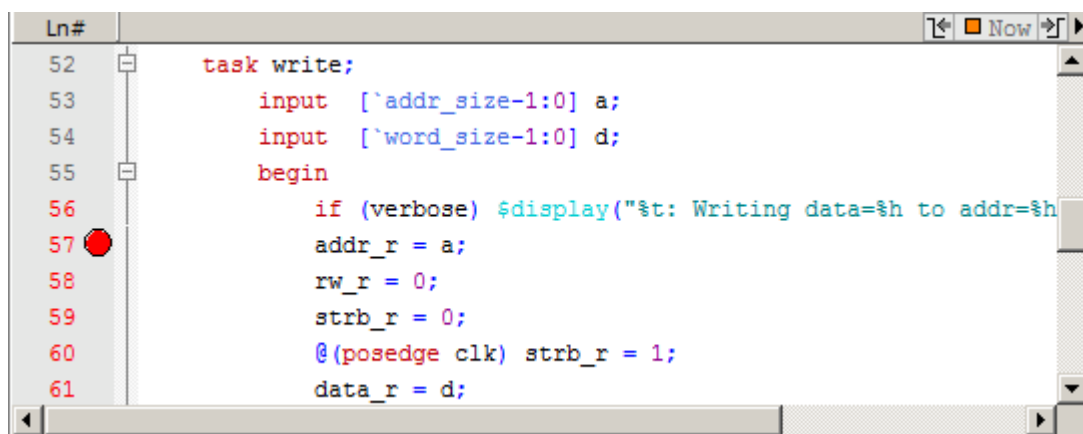 Ln# Now
52 task write;
53 input [`addr_size-1:0] a;
54 input [`word_size-1:0] d;
55 begin
56 if (verbose) $display("%t: Writing data=%h to addr=%h
57 addr_r = a;
58 rw_r = 0;
59 strb_r = 0;
60 @(posedge clk) strb_r = 1;
61 data_r = d;